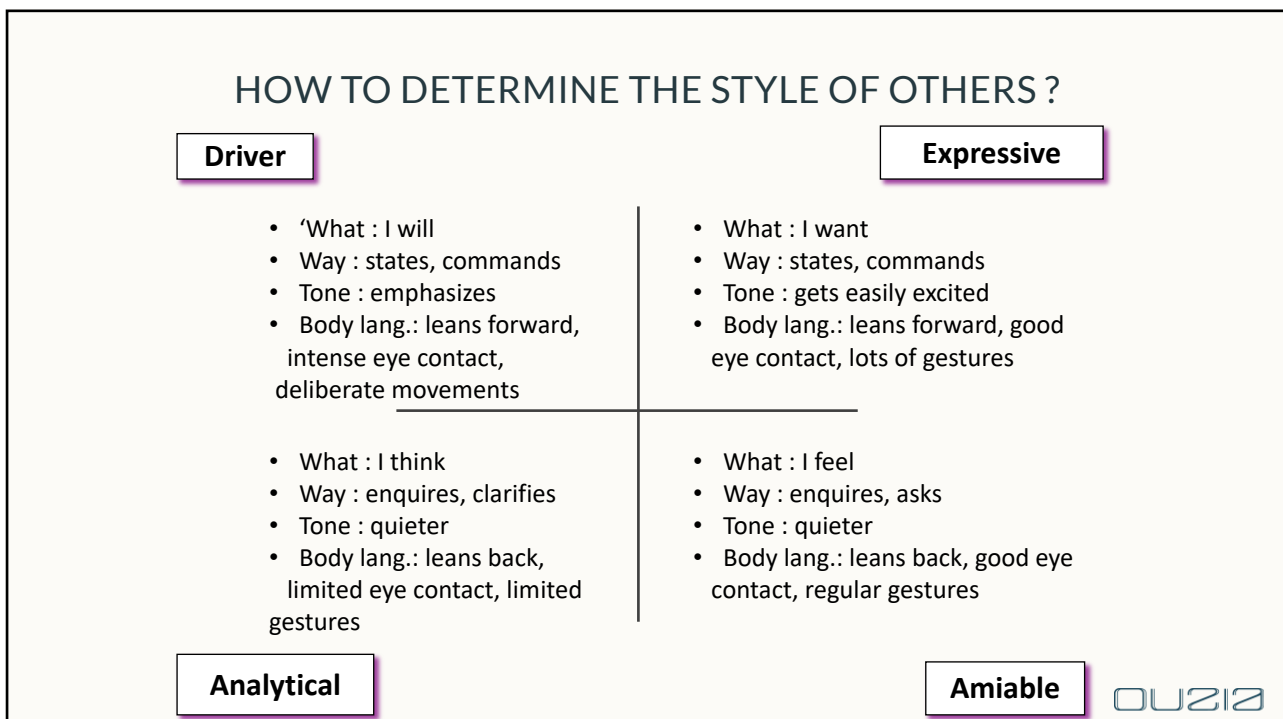 HOW TO DETERMINE THE STYLE OF OTHERS ?
Driver
• ‘What : I will
• Way : states, commands
• Tone : emphasizes
• Body lang.: leans forward,
intense eye contact,
deliberate movements
Expressive
• What : I want
• Way : states, commands
• Tone : gets easily excited
• Body lang.: leans forward, good
eye contact, lots of gestures
• What : I think
• Way : enquires, clarifies
• Tone : quieter
• Body lang.: leans back,
limited eye contact, limited
gestures
Analytical
• What : I feel
• Way : enquires, asks
• Tone : quieter
• Body lang.: leans back, good eye
contact, regular gestures
Amiable
OUZIA